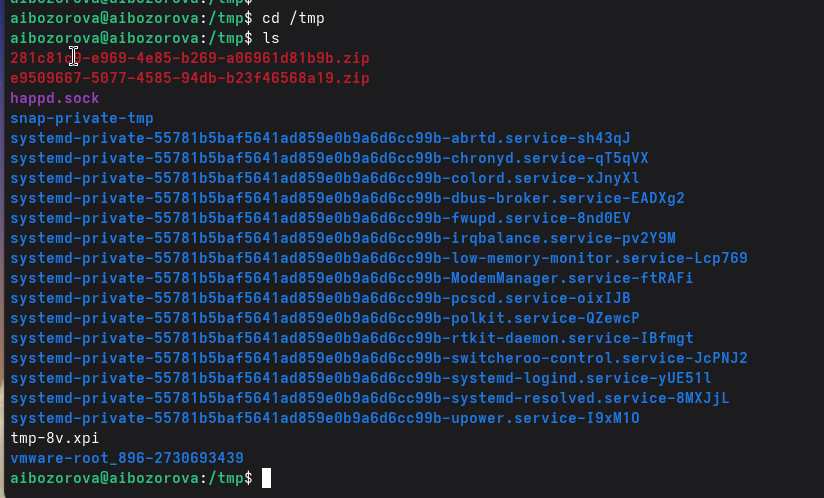 aibozorova@aibozorova:/tmp$ cd /tmp
aibozorova@aibozorova:/tmp$ ls
e9509667-5077-4585-94db-b23f46568a19.zip
happd.sock
snap-private-tmp
systemd-private-55781b5baf5641ad859e0b9a6d6cc99b-abrtd.service-sh43qJ
systemd-private-55781b5baf5641ad859e0b9a6d6cc99b-chronyd.service-qT5qVX
systemd-private-55781b5baf5641ad859e0b9a6d6cc99b-colord.service-xJnyXl
systemd-private-55781b5baf5641ad859e0b9a6d6cc99b-dbus-broker.service-EADXg2
systemd-private-55781b5baf5641ad859e0b9a6d6cc99b-fwupd.service-8nd0EV
systemd-private-55781b5baf5641ad859e0b9a6d6cc99b-irqbalance.service-pv2Y9M
systemd-private-55781b5baf5641ad859e0b9a6d6cc99b-low-memory-monitor.service-Lcp769
systemd-private-55781b5baf5641ad859e0b9a6d6cc99b-ModemManager.service-ftRAFi
systemd-private-55781b5baf5641ad859e0b9a6d6cc99b-pcscd.service-oixIJB
systemd-private-55781b5baf5641ad859e0b9a6d6cc99b-polkit.service-QZewcP
systemd-private-55781b5baf5641ad859e0b9a6d6cc99b-rtkit-daemon.service-IBfmgt
systemd-private-55781b5baf5641ad859e0b9a6d6cc99b-switcheroo-control.service-JcPNJ2
systemd-private-55781b5baf5641ad859e0b9a6d6cc99b-systemd-logind.service-yUE51l
systemd-private-55781b5baf5641ad859e0b9a6d6cc99b-systemd-resolved.service-8MXJjL
systemd-private-55781b5baf5641ad859e0b9a6d6cc99b-upower.service-I9xM1O
tmp-8v.xpi
vmware-root_896-2730693439
aibozorova@aibozorova:/tmp$